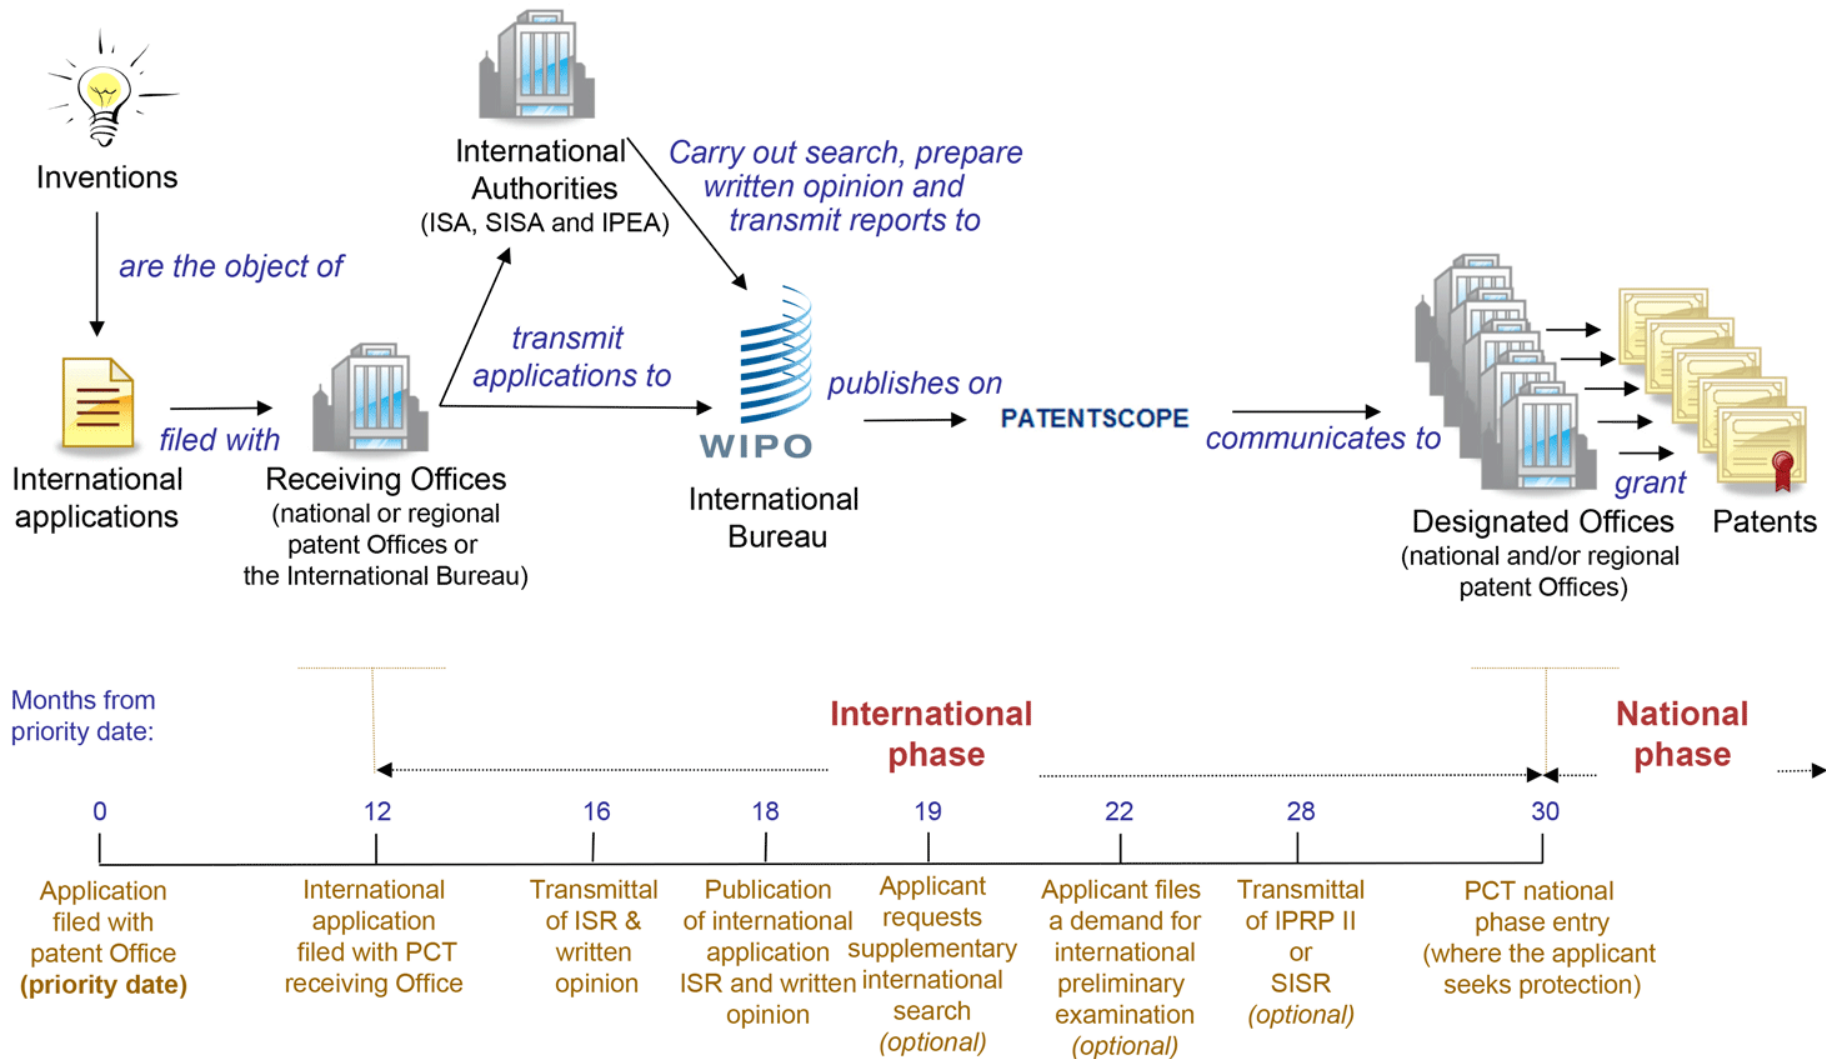 Inventions
are the object of
International
applications
filed with
Receiving Offices
(national or regional
patent Offices or
the International Bureau)
International
Authorities
(ISA, SISA and IPEA)
transmit
applications to
Carry out search, prepare
written opinion and
transmit reports to
WIPO
International
Bureau
publishes on
PATENTSCOPE
communicates to
Designated Offices
(national and/or regional
patent Offices)
grant
Patents
Months from
priority date:
International
phase
National
phase
0
12
16
18
19
22
28
30
Application
filed with
patent Office
(priority date)
International
application
filed with PCT
receiving Office
Transmittal
of ISR &
written
opinion
Publication
of international
application
ISR and written
opinion
Applicant
requests
supplementary
international
search
(optional)
Applicant files
a demand for
international
preliminary
examination
(optional)
Transmittal
of IPRP II
or
SISR
(optional)
PCT national
phase entry
(where the applicant
seeks protection)